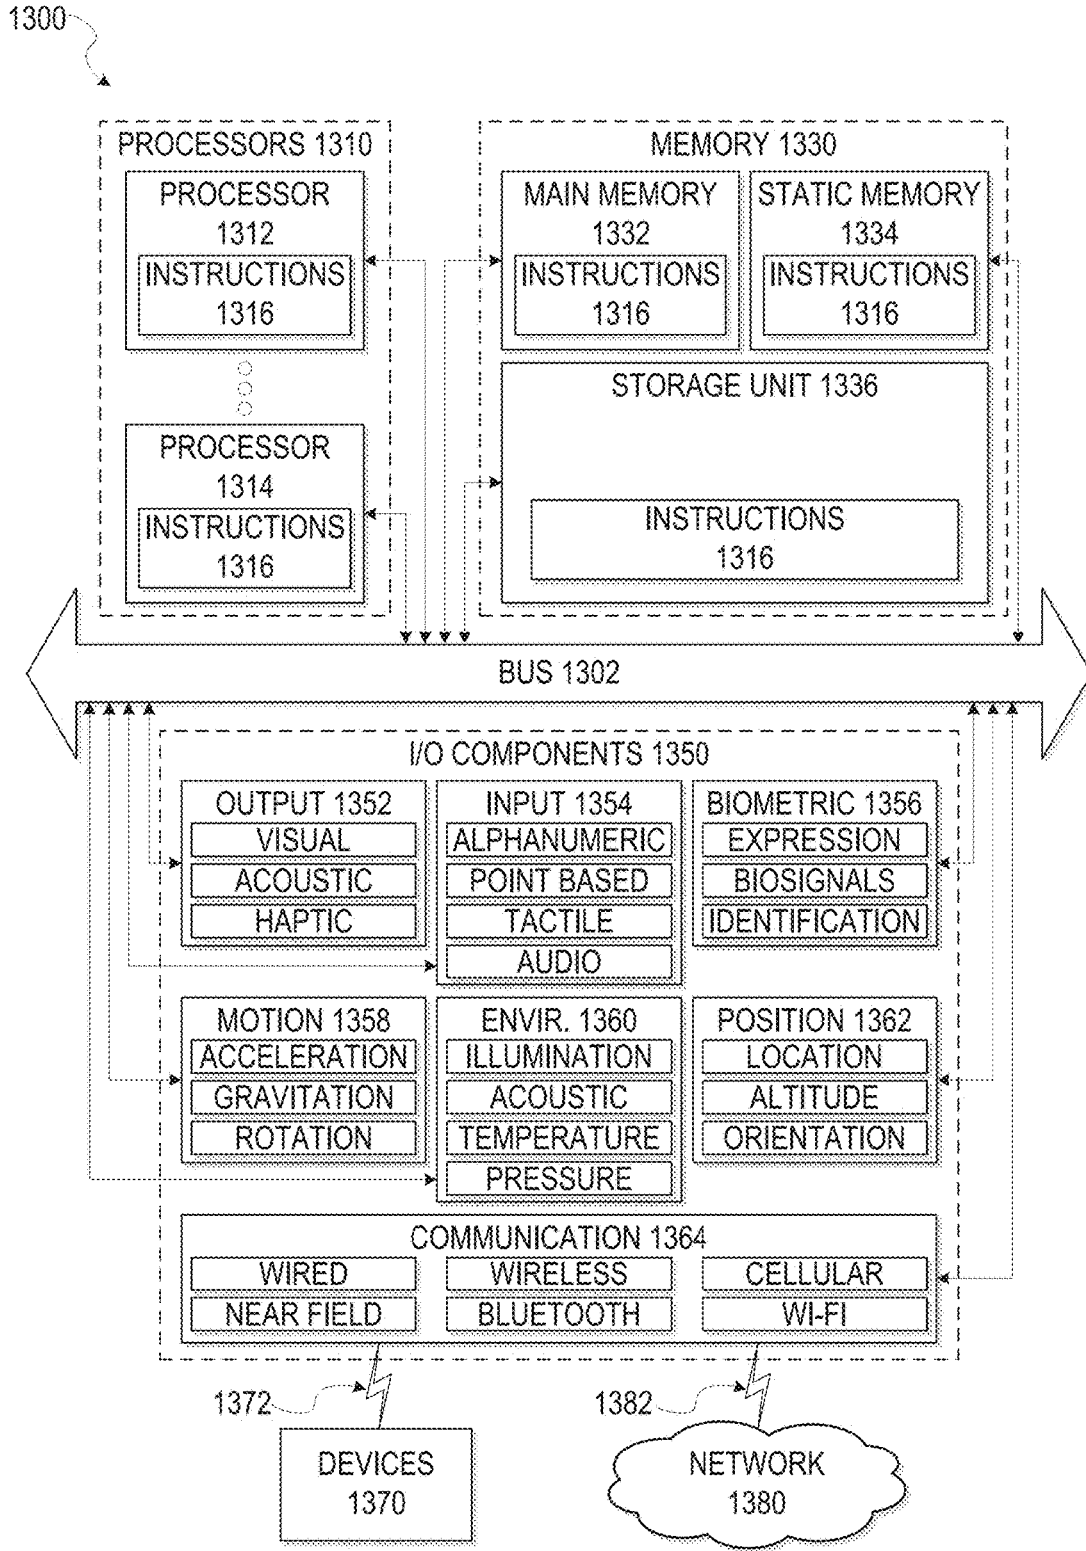 1300
PROCESSORS 1310
PROCESSOR
1312
INSTRUCTIONS
1316
PROCESSOR
1314
INSTRUCTIONS
1316
MEMORY 1330
MAIN MEMORY
1332
INSTRUCTIONS
1316
STATIC MEMORY
1334
INSTRUCTIONS
1316
STORAGE UNIT 1336
INSTRUCTIONS
1316
BUS 1302
I/O COMPONENTS 1350
OUTPUT 1352
VISUAL
ACOUSTIC
HAPTIC
INPUT 1354
ALPHANUMERIC
POINT BASED
TACTILE
AUDIO
BIOMETRIC 1356
EXPRESSION
BIOSIGNALS
IDENTIFICATION
MOTION 1358
ACCELERATION
GRAVITATION
ROTATION
ENVIR. 1360
ILLUMINATION
ACOUSTIC
TEMPERATURE
PRESSURE
POSITION 1362
LOCATION
ALTITUDE
ORIENTATION
COMMUNICATION 1364
WIRED
WIRELESS
CELLULAR
NEAR FIELD
BLUETOOTH
WI-FI
1372
1382
DEVICES
1370
NETWORK
1380